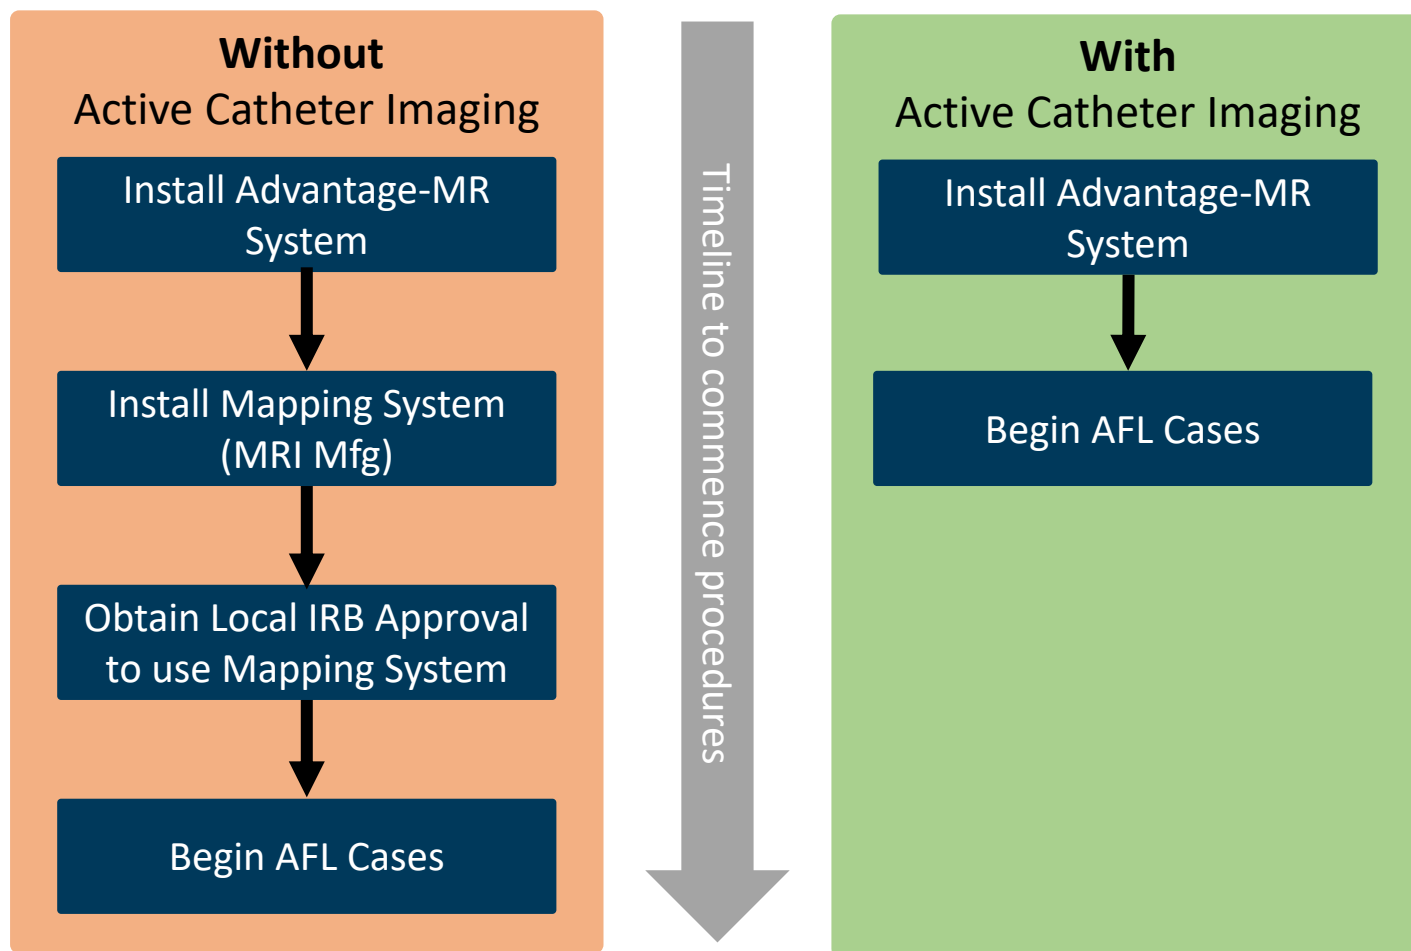 Without
Active Catheter Imaging
Install Advantage-MR
System
Install Mapping System
(MRI Mfg)
Obtain Local IRB Approval
to use Mapping System
Begin AFL Cases
Timeline to commence procedures
With
Active Catheter Imaging
Install Advantage-MR
System
Begin AFL Cases